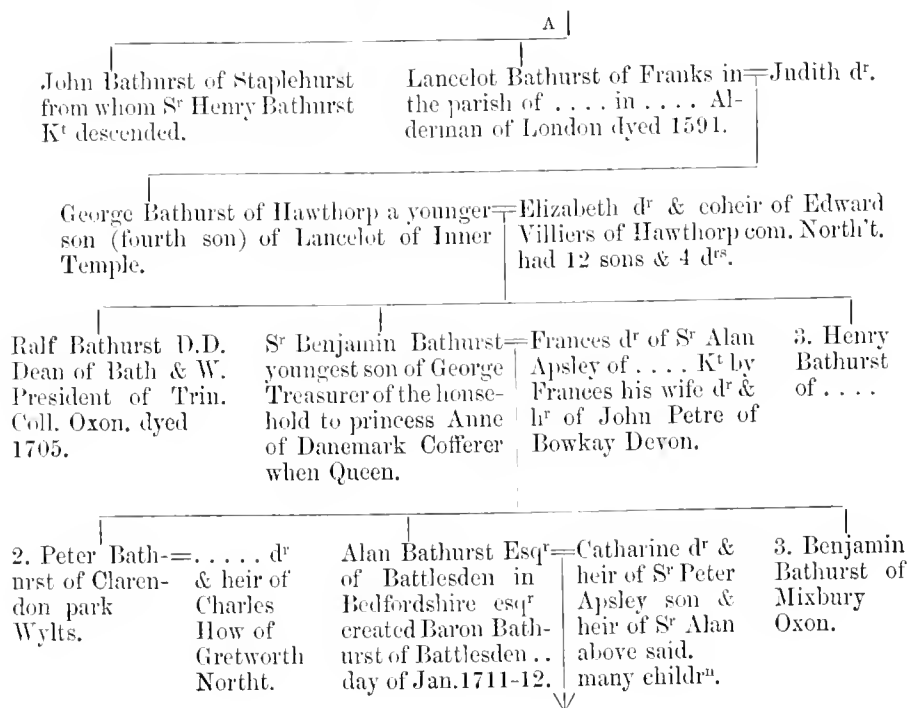 A
John Bathurst of Staplehurst
from whom Sʳ Henry Bathurst
Kᵗ descended.
Lancelot Bathurst of Franks in
the parish of . . . . in . . . . Al-
derman of London dyed 1591.
Judith dʳ.
George Bathurst of Hawthorp a younger
son (fourth son) of Lancelot of Inner
Temple.
Elizabeth dʳ & coheir of Edward
Villiers of Hawthorp com. North't.
had 12 sons & 4 dʳˢ.
Ralf Bathurst D.D.
Dean of Bath & W.
President of Trin.
Coll. Oxon. dyed
1705.
Sʳ Benjamin Bathurst
youngest son of George
Treasurer of the house-
hold to princess Anne
of Danemark Cofferer
when Queen.
Frances dʳ of Sʳ Alan
Apsley of . . . . Kᵗ by
Frances his wife dʳ &
hʳ of John Petre of
Bowkay Devon.
3. Henry
Bathurst
of . . . .
2. Peter Bath-
urst of Claren-
don park
Wylts.
. . . . . dʳ
& heir of
Charles
How of
Gretworth
Northt.
Alan Bathurst Esqʳ
of Battlesden in
Bedfordshire esqʳ
created Baron Bath-
urst of Battlesden . .
day of Jan. 1711-12.
Catharine dʳ &
heir of Sʳ Peter
Apsley son &
heir of Sʳ Alan
above said.
many childrⁿ.
3. Benjamin
Bathurst of
Mixbury
Oxon.